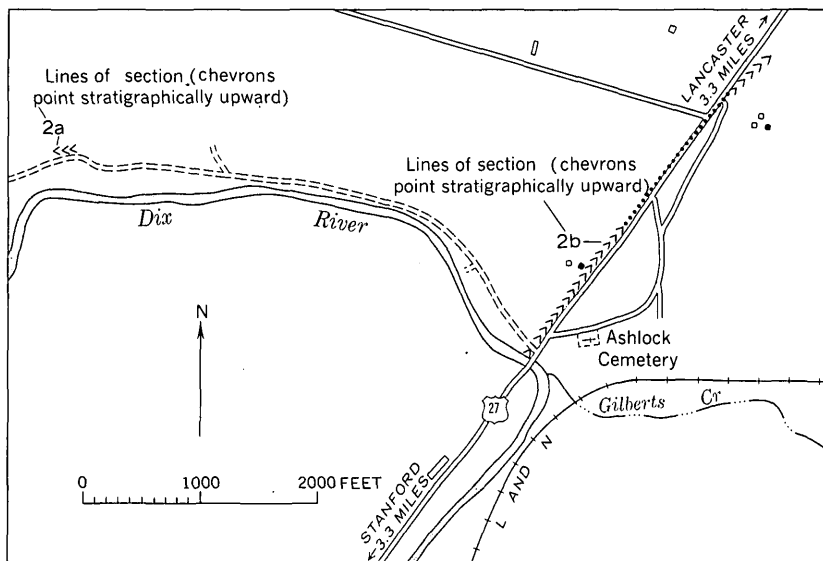 LANCASTER
3.3 MILES
Lines of section (chevrons
point stratigraphically upward)
2a
Lines of section (chevrons
point stratigraphically upward)
2b
Dix River
N
Ashlock
Cemetery
27
Gilberts Cr
L AND N
STANFORD
3.3 MILES
0 1000 2000 FEET